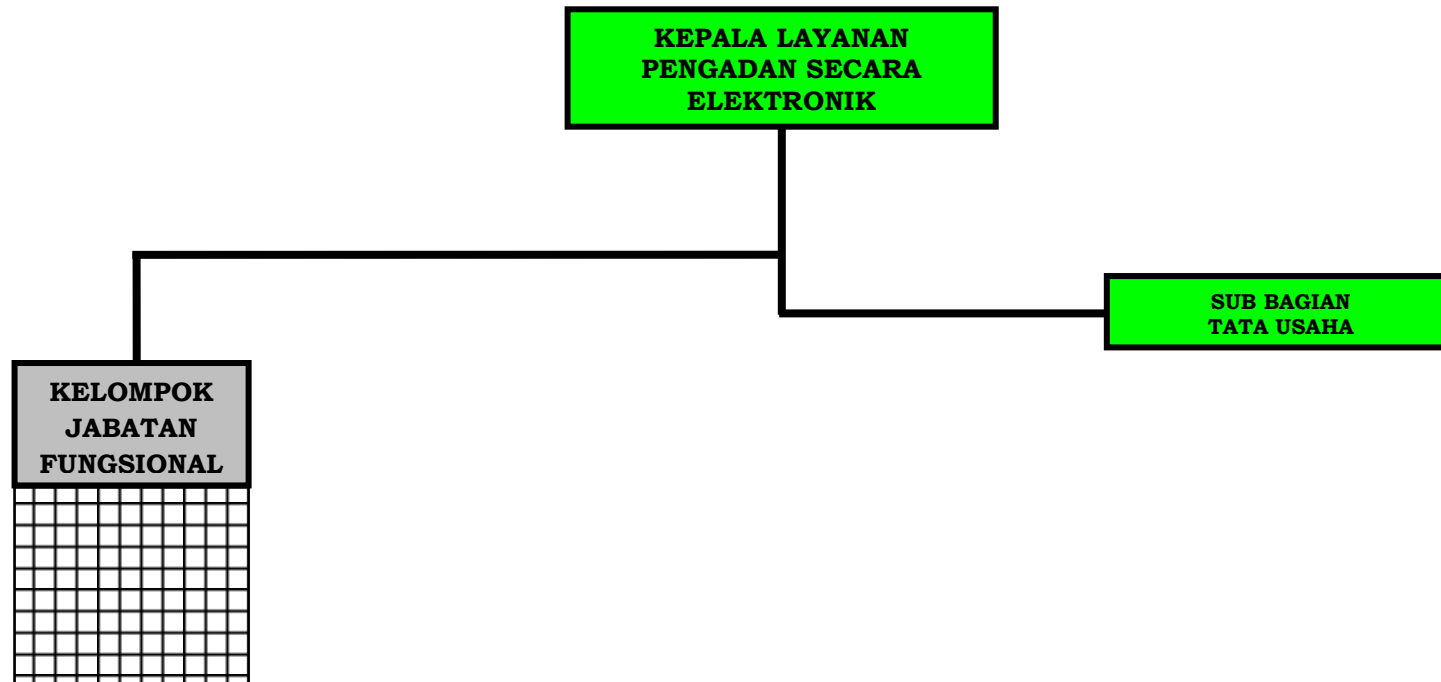 KEPALA LAYANAN
PENGADAN SECARA
ELEKTRONIK
SUB BAGIAN
TATA USAHA
KELOMPOK
JABATAN
FUNGSIONAL